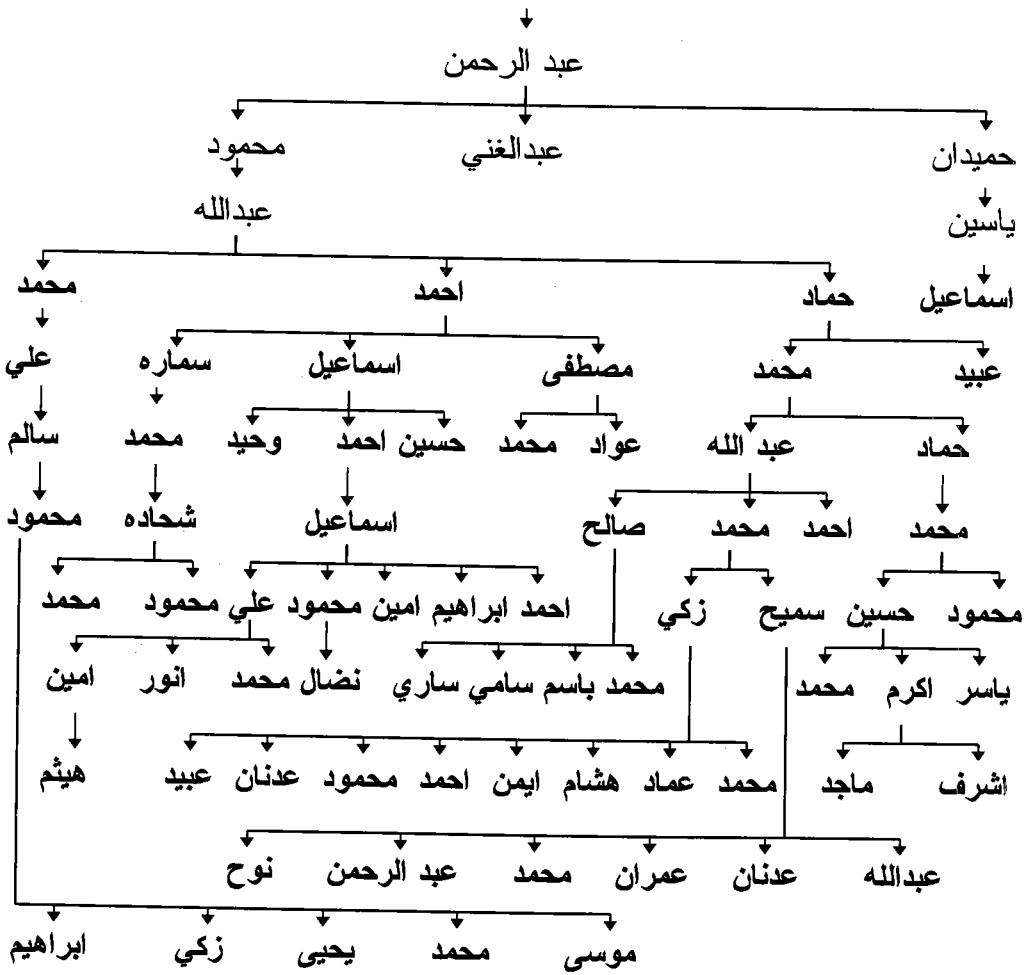 عبد الرحمن
حميدان عبدالغني محمود
ياسين عبدالله
اسماعيل حماد احمد محمد
عبيد محمد مصطفى اسماعيل سماره علي
حماد عبد الله عواد محمد حسين احمد وحيد محمد سالم
محمد احمد محمد صالح اسماعيل شحاده محمود
محمود حسين سميح زكي احمد ابراهيم امين محمود علي محمود محمد
ياسر اكرم محمد محمد باسم سامي ساري نضال محمد انور امين
اشرف ماجد محمد عماد هشام ايمن احمد محمود عدنان عبيد هيثم
عبدالله عدنان عمران محمد عبد الرحمن نوح
موسى محمد يحيى زكي ابراهيم